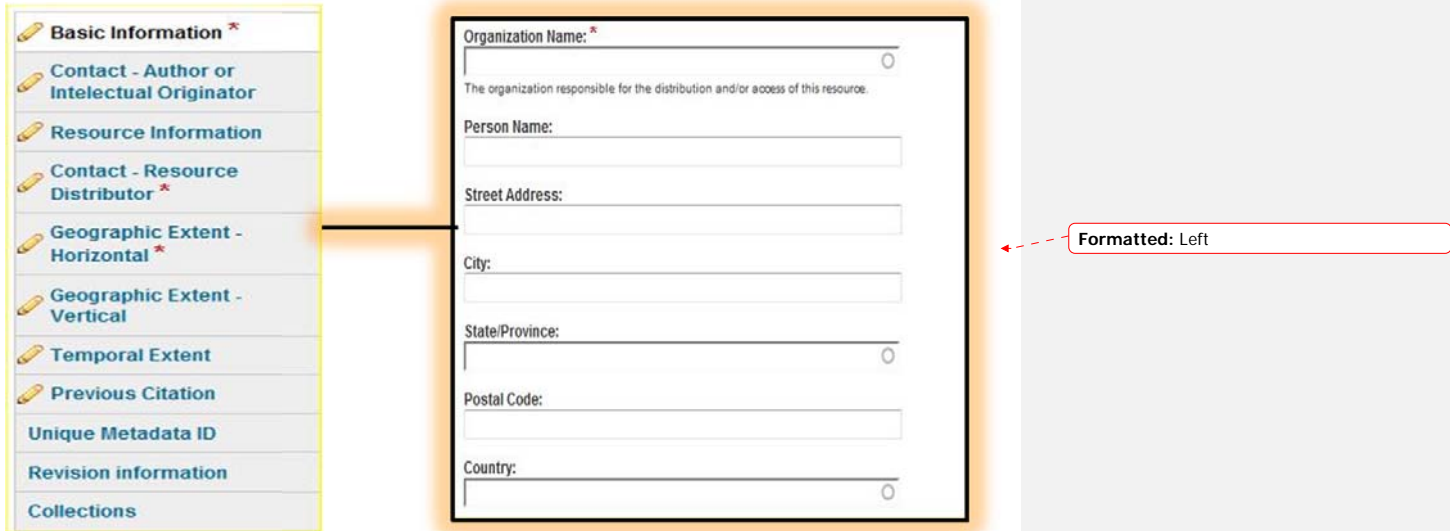 Basic Information *
Contact - Author or
Intelectual Originator
Resource Information
Contact - Resource
Distributor *
Geographic Extent -
Horizontal *
Geographic Extent -
Vertical
Temporal Extent
Previous Citation
Unique Metadata ID
Revision information
Collections
Organization Name: *
The organization responsible for the distribution and/or access of this resource.
Person Name:
Street Address:
City:
State/Province:
Postal Code:
Country:
Formatted: Left